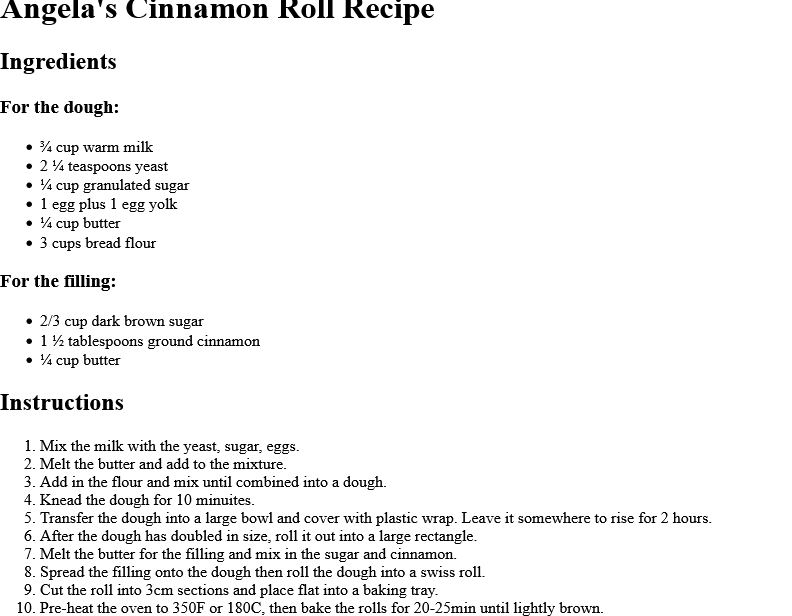 Angela's Cinnamon Roll Recipe
Ingredients
For the dough:
• ¾ cup warm milk
• 2 ¼ teaspoons yeast
• ¼ cup granulated sugar
• 1 egg plus 1 egg yolk
• ¼ cup butter
• 3 cups bread flour
For the filling:
• 2/3 cup dark brown sugar
• 1 ½ tablespoons ground cinnamon
• ¼ cup butter
Instructions
1. Mix the milk with the yeast, sugar, eggs.
2. Melt the butter and add to the mixture.
3. Add in the flour and mix until combined into a dough.
4. Knead the dough for 10 minuites.
5. Transfer the dough into a large bowl and cover with plastic wrap. Leave it somewhere to rise for 2 hours.
6. After the dough has doubled in size, roll it out into a large rectangle.
7. Melt the butter for the filling and mix in the sugar and cinnamon.
8. Spread the filling onto the dough then roll the dough into a swiss roll.
9. Cut the roll into 3cm sections and place flat into a baking tray.
10. Pre-heat the oven to 350F or 180C, then bake the rolls for 20-25min until lightly brown.